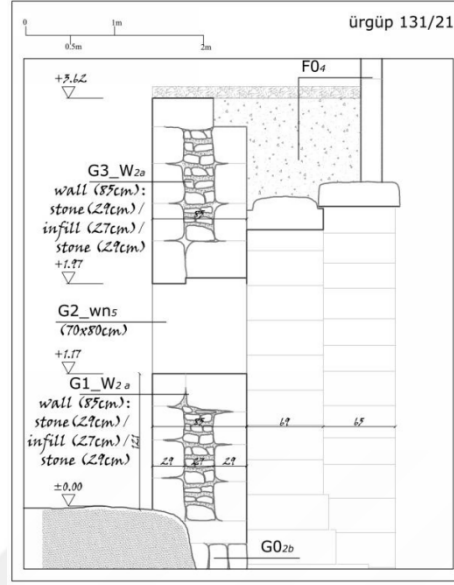 0
1m
ürgüp 131/21
0.5m
2m
F04
+3.62
G3_W2a
wall (85cm):
stone (29cm)/
infill (27cm)/
stone (29cm)
+1.97
G2_wn5
(70x80cm)
+1.17
G1_W2a
wall (85cm):
stone (29cm)/
infill (27cm)/
stone (29cm)
69
65
29
27
29
±0.00
G02b